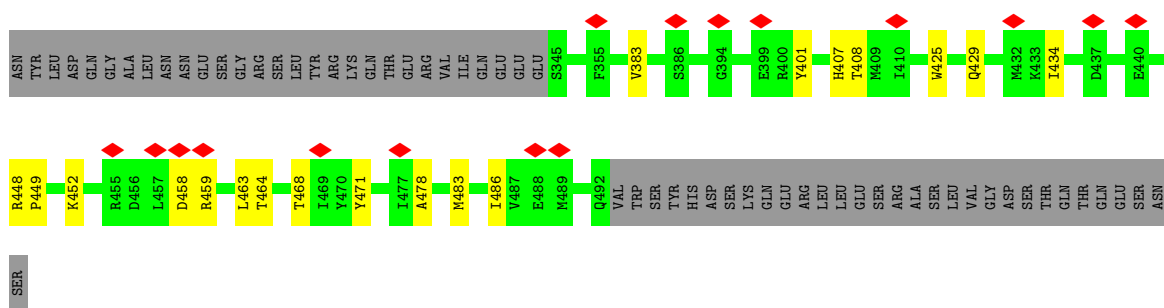 ASN TYR LEU ASP GLN GLY ALA LEU ASN ASN GLU SER GLY ARG SER LEU TYR ARG LYS GLN THR GLU ARG VAL ILE GLN GLU GLU GLU S345 F355 V383 S386 G394 E399 R400 Y401 H407 T408 M409 I410 W425 Q429 M432 K433 I434 D437 E440
R448 P449 K452 R455 D456 L457 D458 R459 L463 T464 T468 I469 Y470 Y471 I477 A478 M483 I486 V487 E488 M489 Q492 VAL TRP SER TYR HIS ASP SER LYS GLN GLU ARG LEU LEU GLU SER ARG ALA SER LEU VAL GLY ASP SER THR GLN THR GLN GLU SER ASN
SER